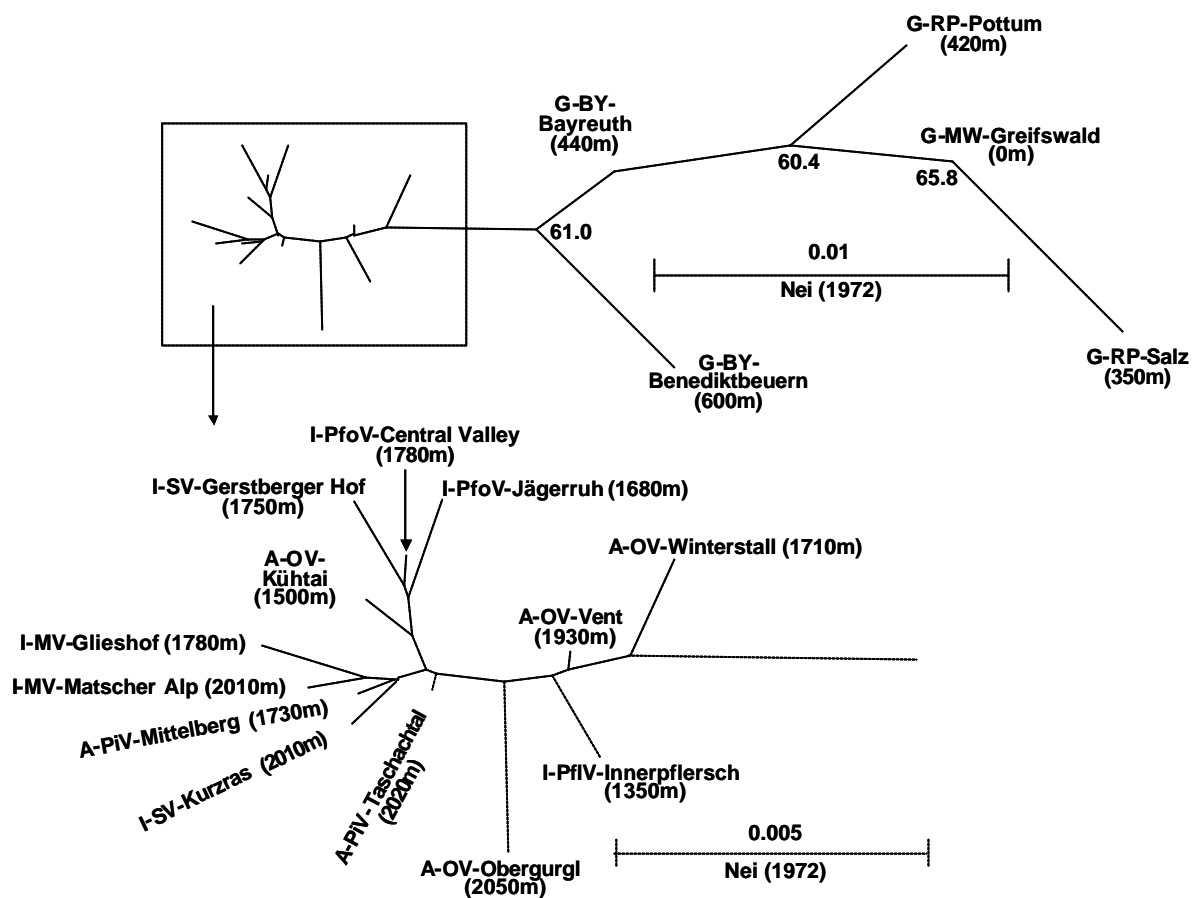 G-RP-Pottum
(420m)
G-BY-
Bayreuth
(440m)
G-MW-Greifswald
(0m)
60.4
65.8
61.0
0.01
Nei (1972)
G-BY-
Benediktbeuern
(600m)
G-RP-Salz
(350m)
I-PfoV-Central Valley
(1780m)
I-SV-Gerstberger Hof
(1750m)
I-PfoV-Jägerruh (1680m)
A-OV-
Kühtai
(1500m)
A-OV-Winterstall (1710m)
A-OV-Vent
(1930m)
I-MV-Glieshof (1780m)
I-MV-Matscher Alp (2010m)
A-PiV-Mittelberg (1730m)
I-SV-Kurzras (2010m)
A-PiV-Taschachtal
(2020m)
I-PflV-Innerpflersch
(1350m)
A-OV-Obergurgl
(2050m)
0.005
Nei (1972)